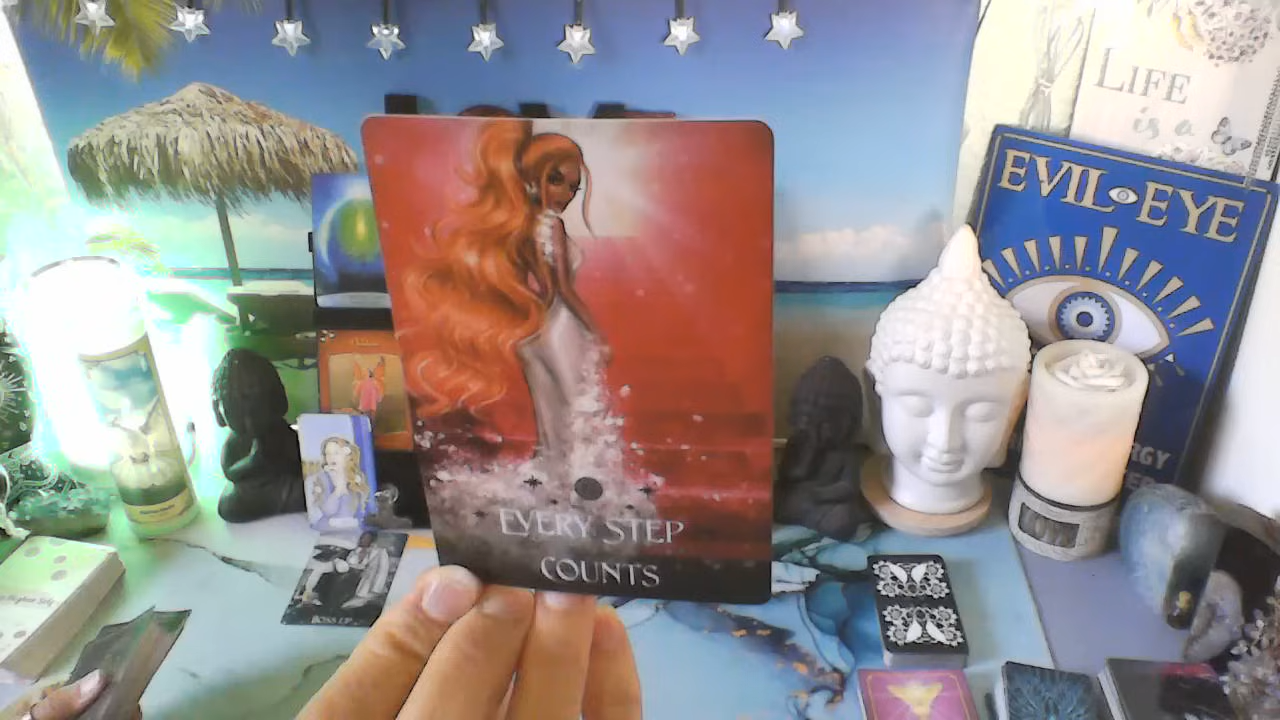 LIFE
is a
EVIL EYE
EVERY STEP
COUNTS
BOSS UP